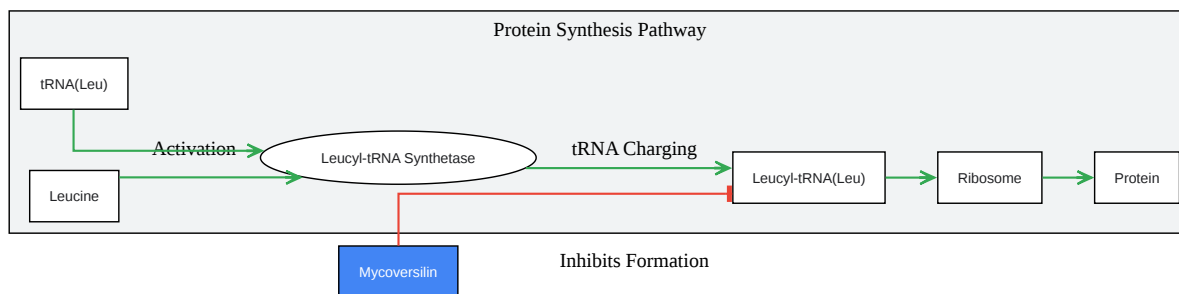 Protein Synthesis Pathway
tRNA(Leu)
Activation
Leucyl-tRNA Synthetase
tRNA Charging
Leucyl-tRNA(Leu)
Ribosome
Protein
Leucine
Mycoversilin
Inhibits Formation